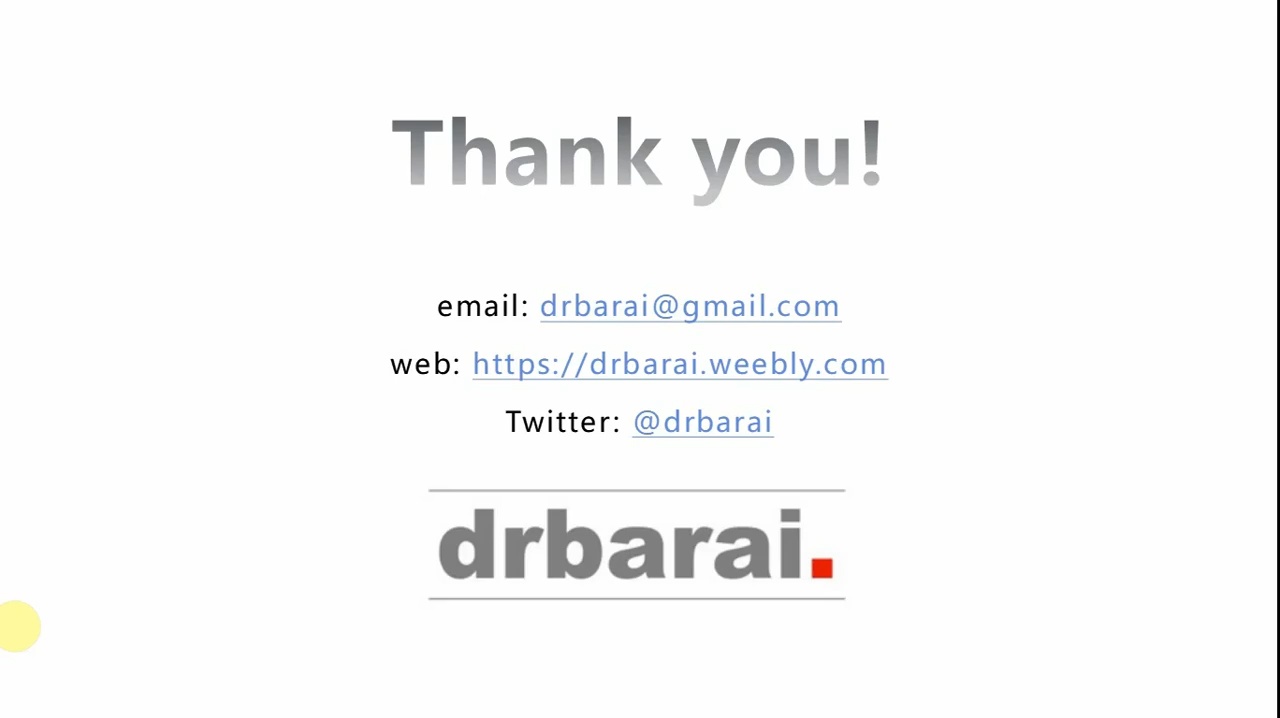 Thank you!
email: drbarai@gmail.com
web: https://drbarai.weebly.com
Twitter: @drbarai
drbarai.